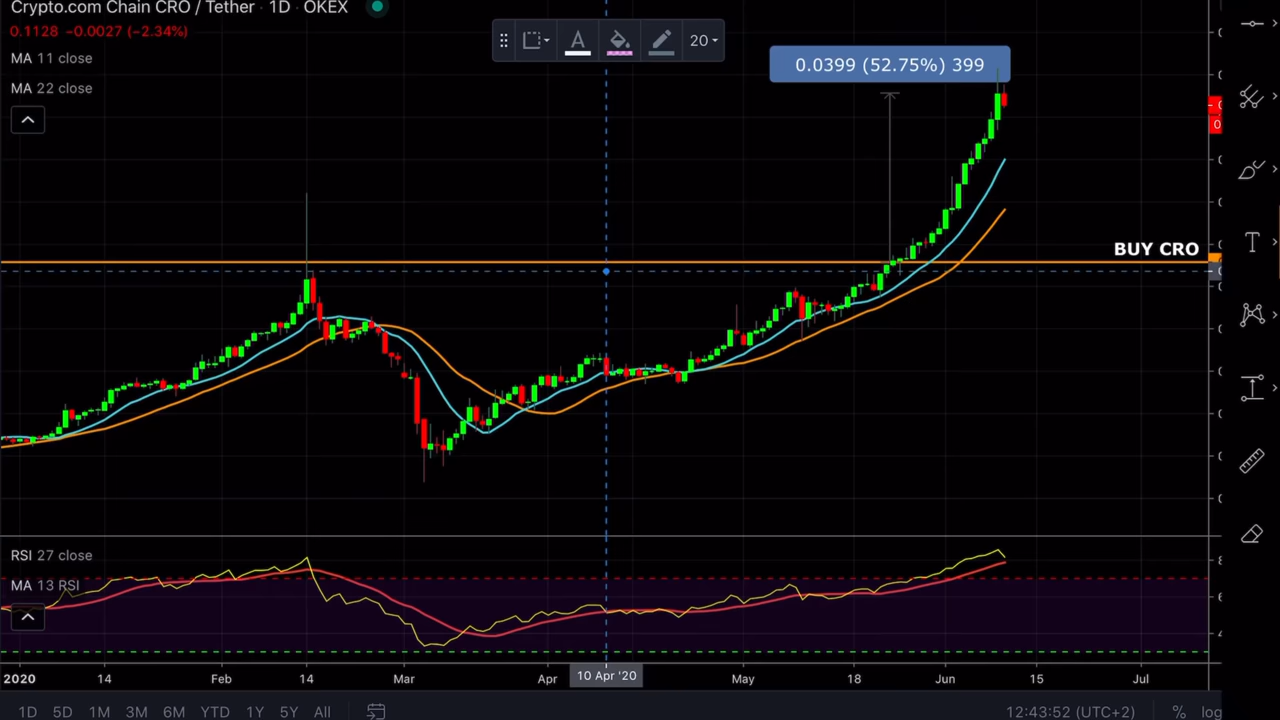 Crypto.com Chain CRO / Tether · 1D · OKEX
0.1128 −0.0027 (−2.34%)
MA 11 close
MA 22 close
A
20
0.0399 (52.75%) 399
BUY CRO
RSI 27 close
MA 13 RSI
2020 14 Feb 14 Mar Apr 10 Apr '20 May 18 Jun 15 Jul
1D 5D 1M 3M 6M YTD 1Y 5Y All 12:43:52 (UTC+2) % log